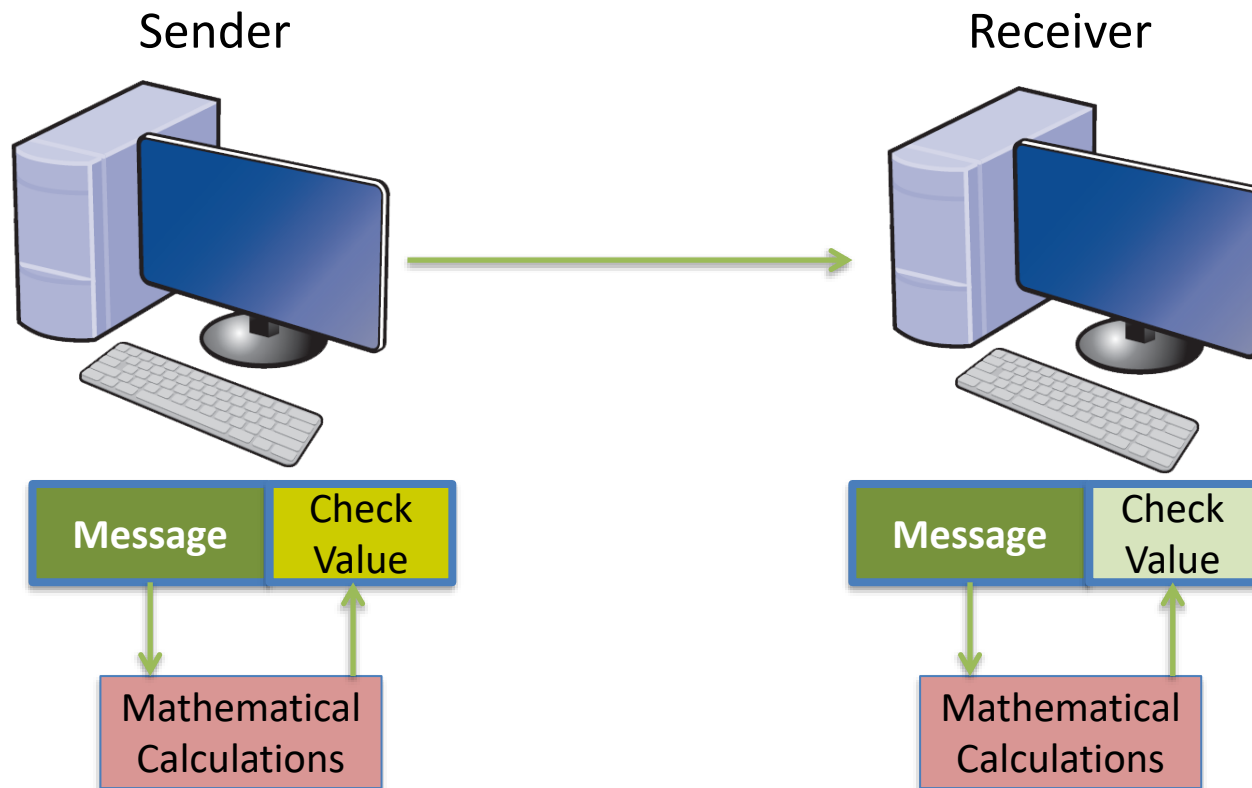 Sender
Receiver
Message
Check
Value
Message
Check
Value
Mathematical
Calculations
Mathematical
Calculations